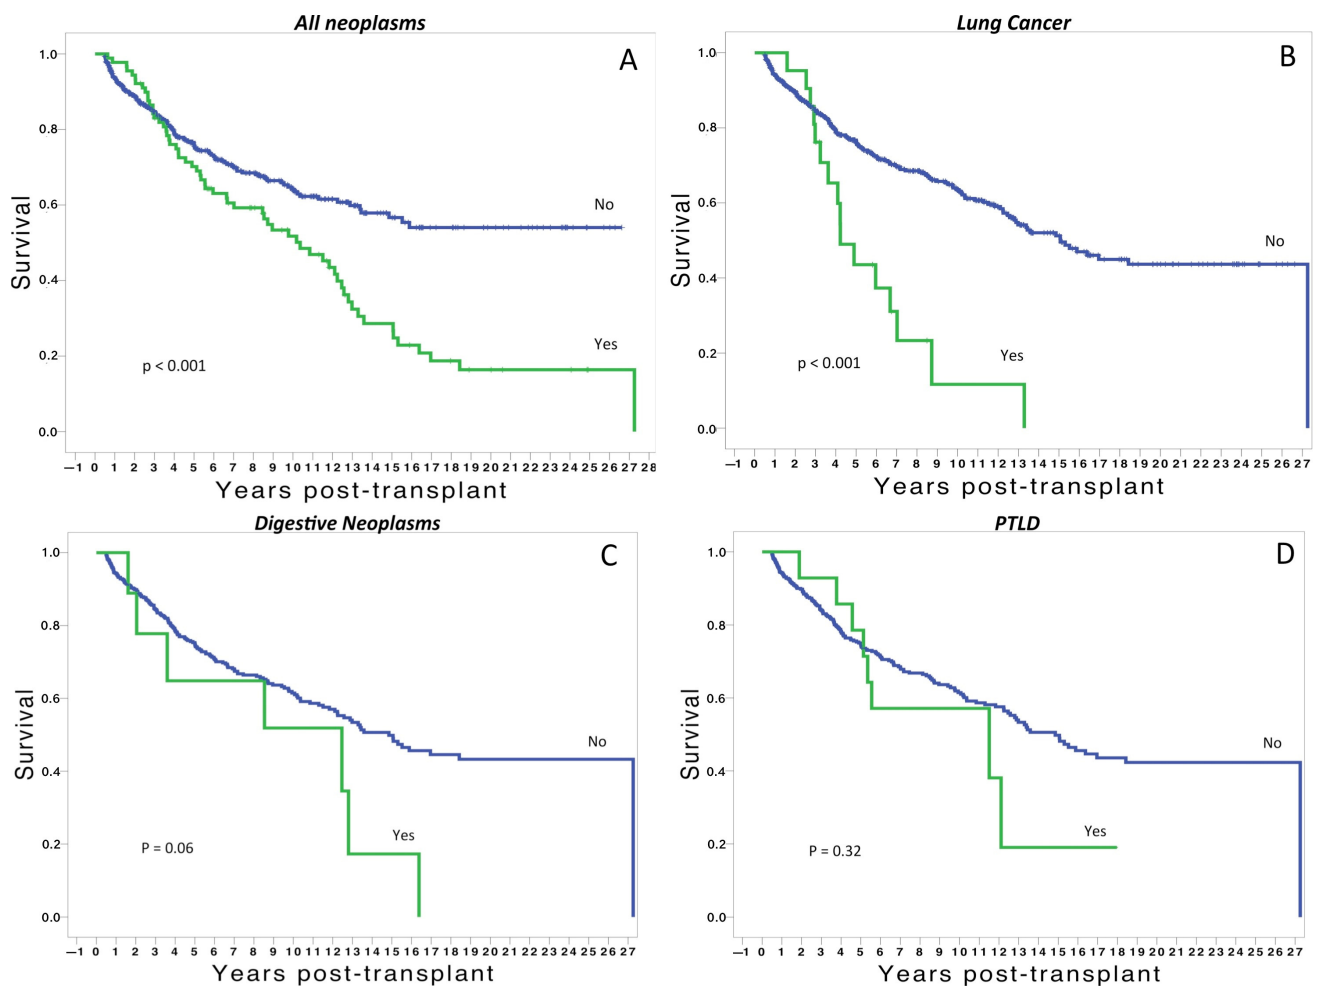 All neoplasms
A
1.0
0.8
0.6
0.4
0.2
0.0
Survival
No
Yes
p < 0.001
−1 0 1 2 3 4 5 6 7 8 9 10 11 12 13 14 15 16 17 18 19 20 21 22 23 24 25 26 27 28
Years post-transplant
Lung Cancer
B
1.0
0.8
0.6
0.4
0.2
0.0
Survival
No
Yes
p < 0.001
−1 0 1 2 3 4 5 6 7 8 9 10 11 12 13 14 15 16 17 18 19 20 21 22 23 24 25 26 27
Years post-transplant
Digestive Neoplasms
C
1.0
0.8
0.6
0.4
0.2
0.0
Survival
No
Yes
P = 0.06
−1 0 1 2 3 4 5 6 7 8 9 10 11 12 13 14 15 16 17 18 19 20 21 22 23 24 25 26 27
Years post-transplant
PTLD
D
1.0
0.8
0.6
0.4
0.2
0.0
Survival
No
Yes
P = 0.32
−1 0 1 2 3 4 5 6 7 8 9 10 11 12 13 14 15 16 17 18 19 20 21 22 23 24 25 26 27
Years post-transplant